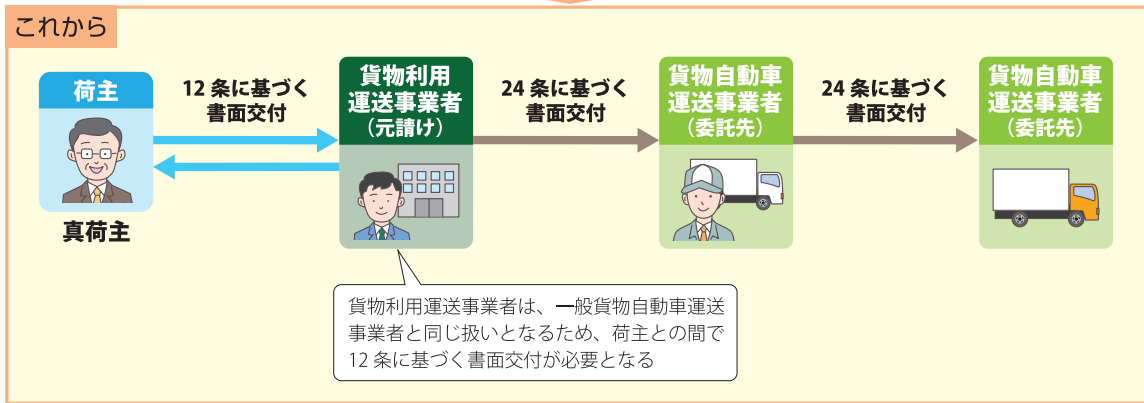 これから
荷主
真荷主
12 条に基づく
書面交付
貨物利用
運送事業者
（元請け）
24 条に基づく
書面交付
貨物自動車
運送事業者
（委託先）
24 条に基づく
書面交付
貨物自動車
運送事業者
（委託先）
貨物利用運送事業者は、一般貨物自動車運送
事業者と同じ扱いとなるため、荷主との間で
12 条に基づく書面交付が必要となる